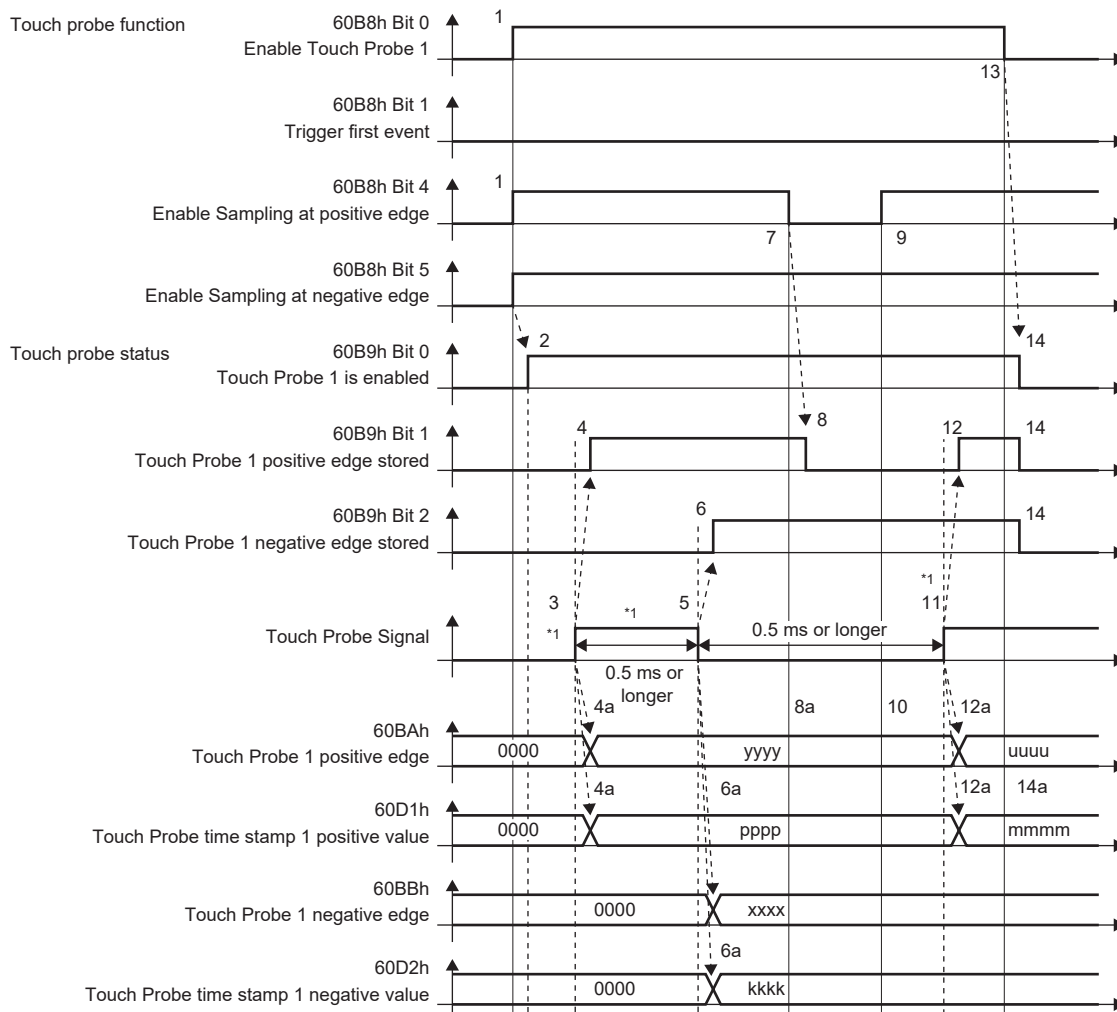 Touch probe function
60B8h Bit 0
Enable Touch Probe 1
1
13
60B8h Bit 1
Trigger first event
60B8h Bit 4
Enable Sampling at positive edge
1
7
9
60B8h Bit 5
Enable Sampling at negative edge
Touch probe status
60B9h Bit 0
Touch Probe 1 is enabled
2
14
60B9h Bit 1
Touch Probe 1 positive edge stored
4
8
12
14
60B9h Bit 2
Touch Probe 1 negative edge stored
6
14
Touch Probe Signal
3
*1
*1
5
*1
11
0.5 ms or longer
0.5 ms or
longer
4a
8a
10
12a
60BAh
Touch Probe 1 positive edge
0000
yyyy
uuuu
4a
6a
12a
14a
60D1h
Touch Probe time stamp 1 positive value
0000
pppp
mmmm
60BBh
Touch Probe 1 negative edge
0000
xxxx
6a
60D2h
Touch Probe time stamp 1 negative value
0000
kkkk